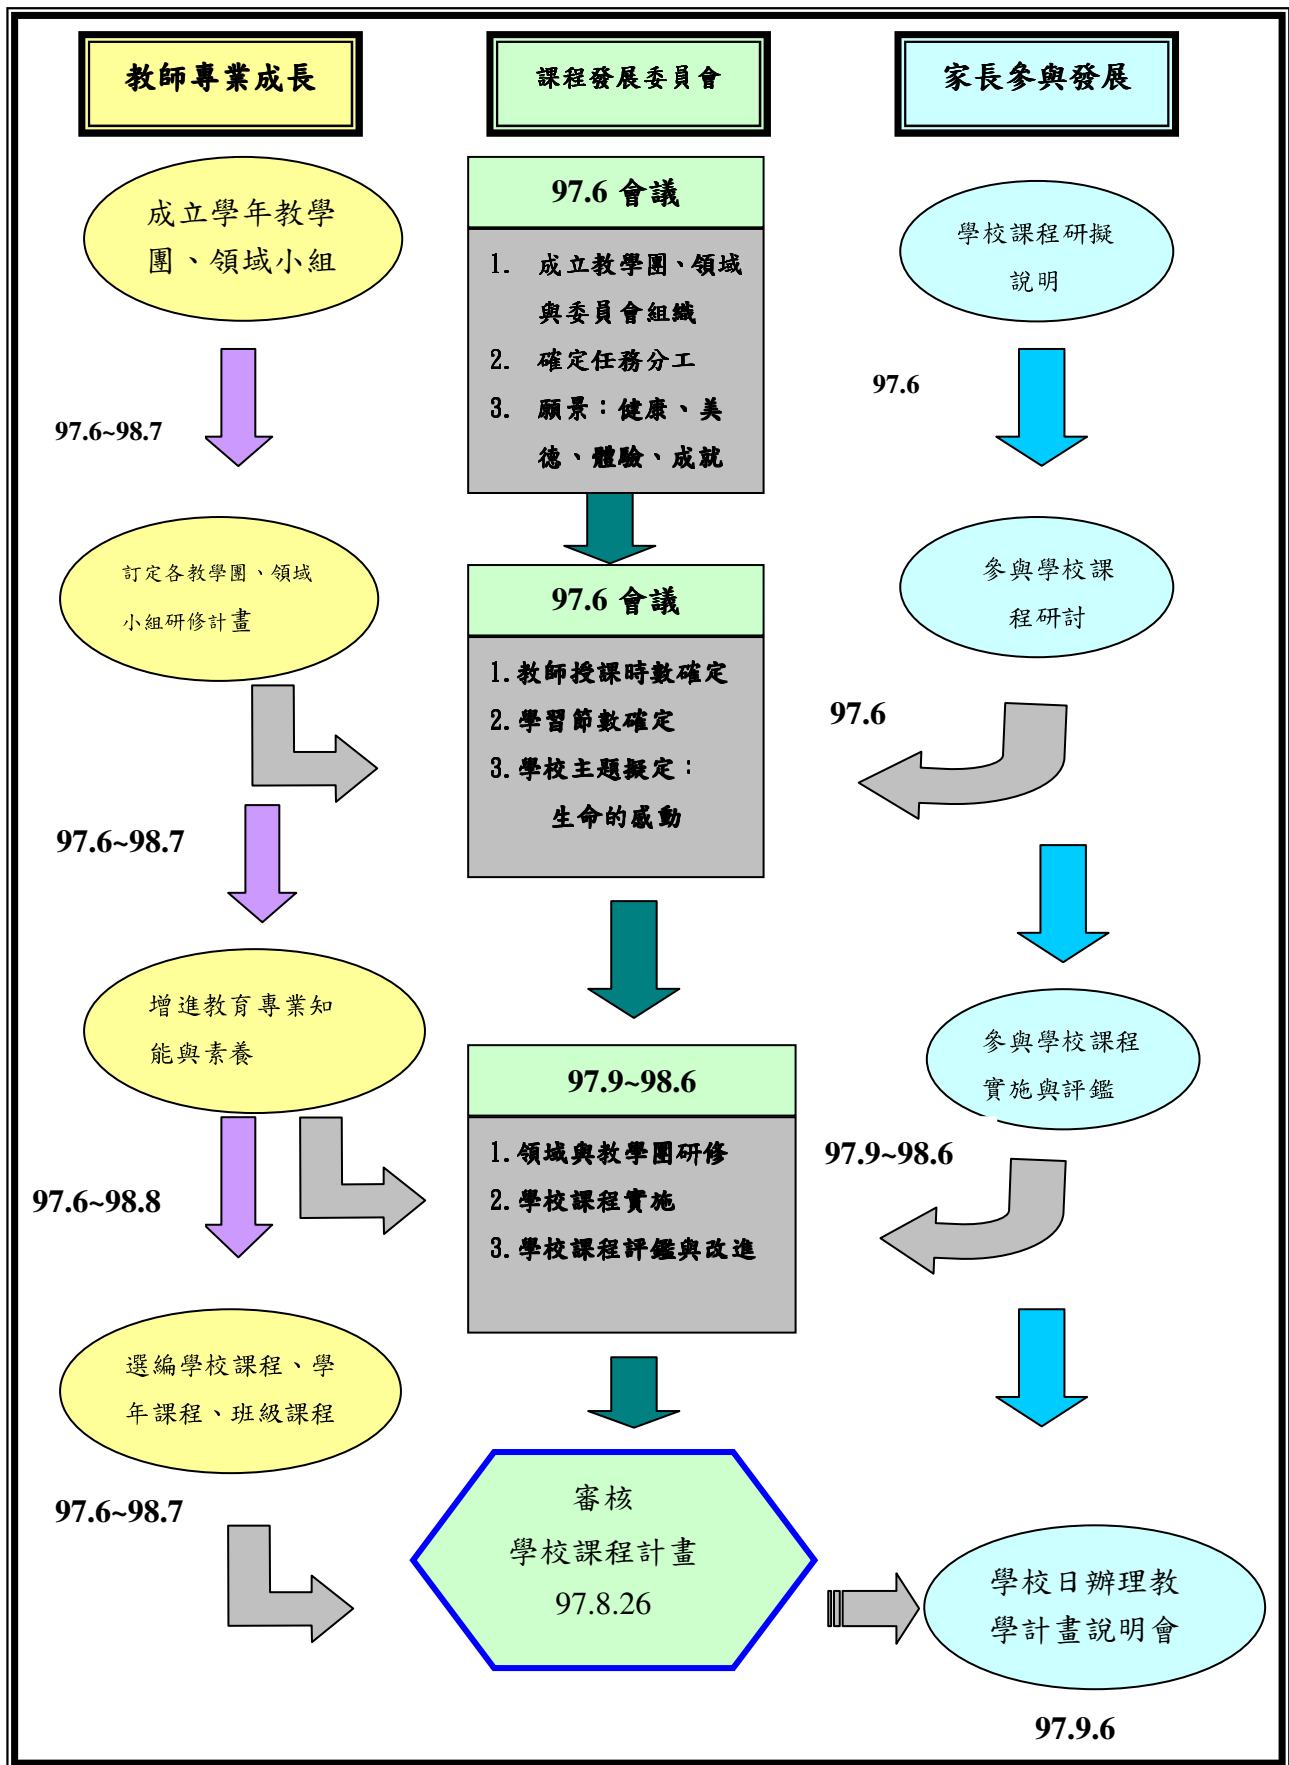 教師專業成長
成立學年教學
團、領域小組
97.6~98.7
訂定各教學團、領域
小組研修計畫
97.6~98.7
增進教育專業知
能與素養
97.6~98.8
選編學校課程、學
年課程、班級課程
97.6~98.7
課程發展委員會
97.6 會議
1. 成立教學團、領域
與委員會組織
2. 確定任務分工
3. 願景：健康、美
德、體驗、成就
97.6 會議
1.教師授課時數確定
2.學習節數確定
3.學校主題擬定：
生命的感動
97.9~98.6
1.領域與教學團研修
2.學校課程實施
3.學校課程評鑑與改進
審核
學校課程計畫
97.8.26
家長參與發展
學校課程研擬
說明
97.6
參與學校課
程研討
97.6
參與學校課程
實施與評鑑
97.9~98.6
學校日辦理教
學計畫說明會
97.9.6